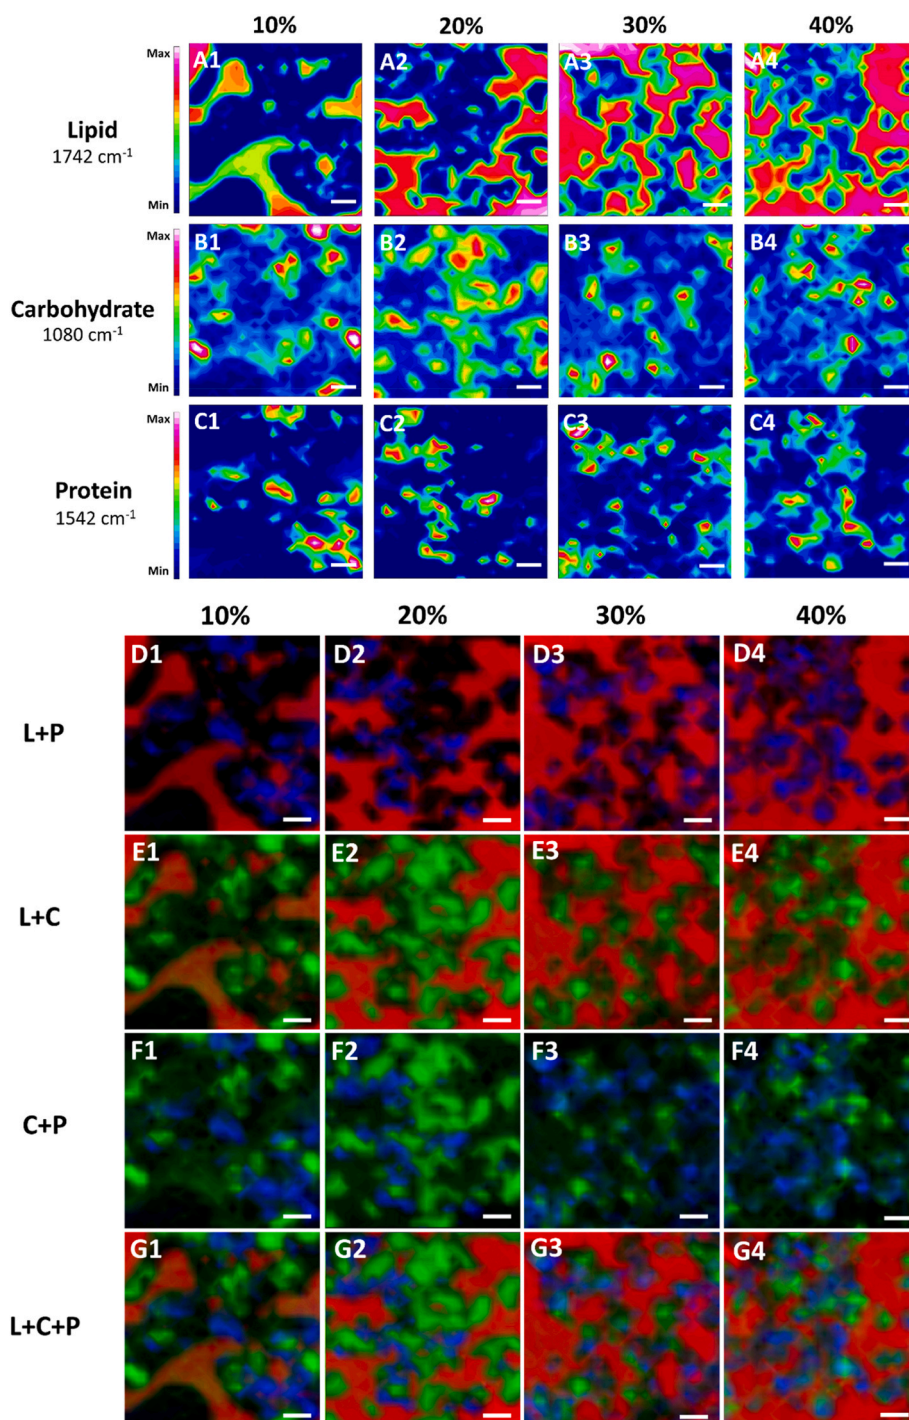 10% 20% 30% 40%
Max A1 A2 A3 A4
Lipid
1742 cm-1
Min
Max B1 B2 B3 B4
Carbohydrate
1080 cm-1
Min
Max C1 C2 C3 C4
Protein
1542 cm-1
Min
10% 20% 30% 40%
D1 D2 D3 D4
L+P
E1 E2 E3 E4
L+C
F1 F2 F3 F4
C+P
G1 G2 G3 G4
L+C+P